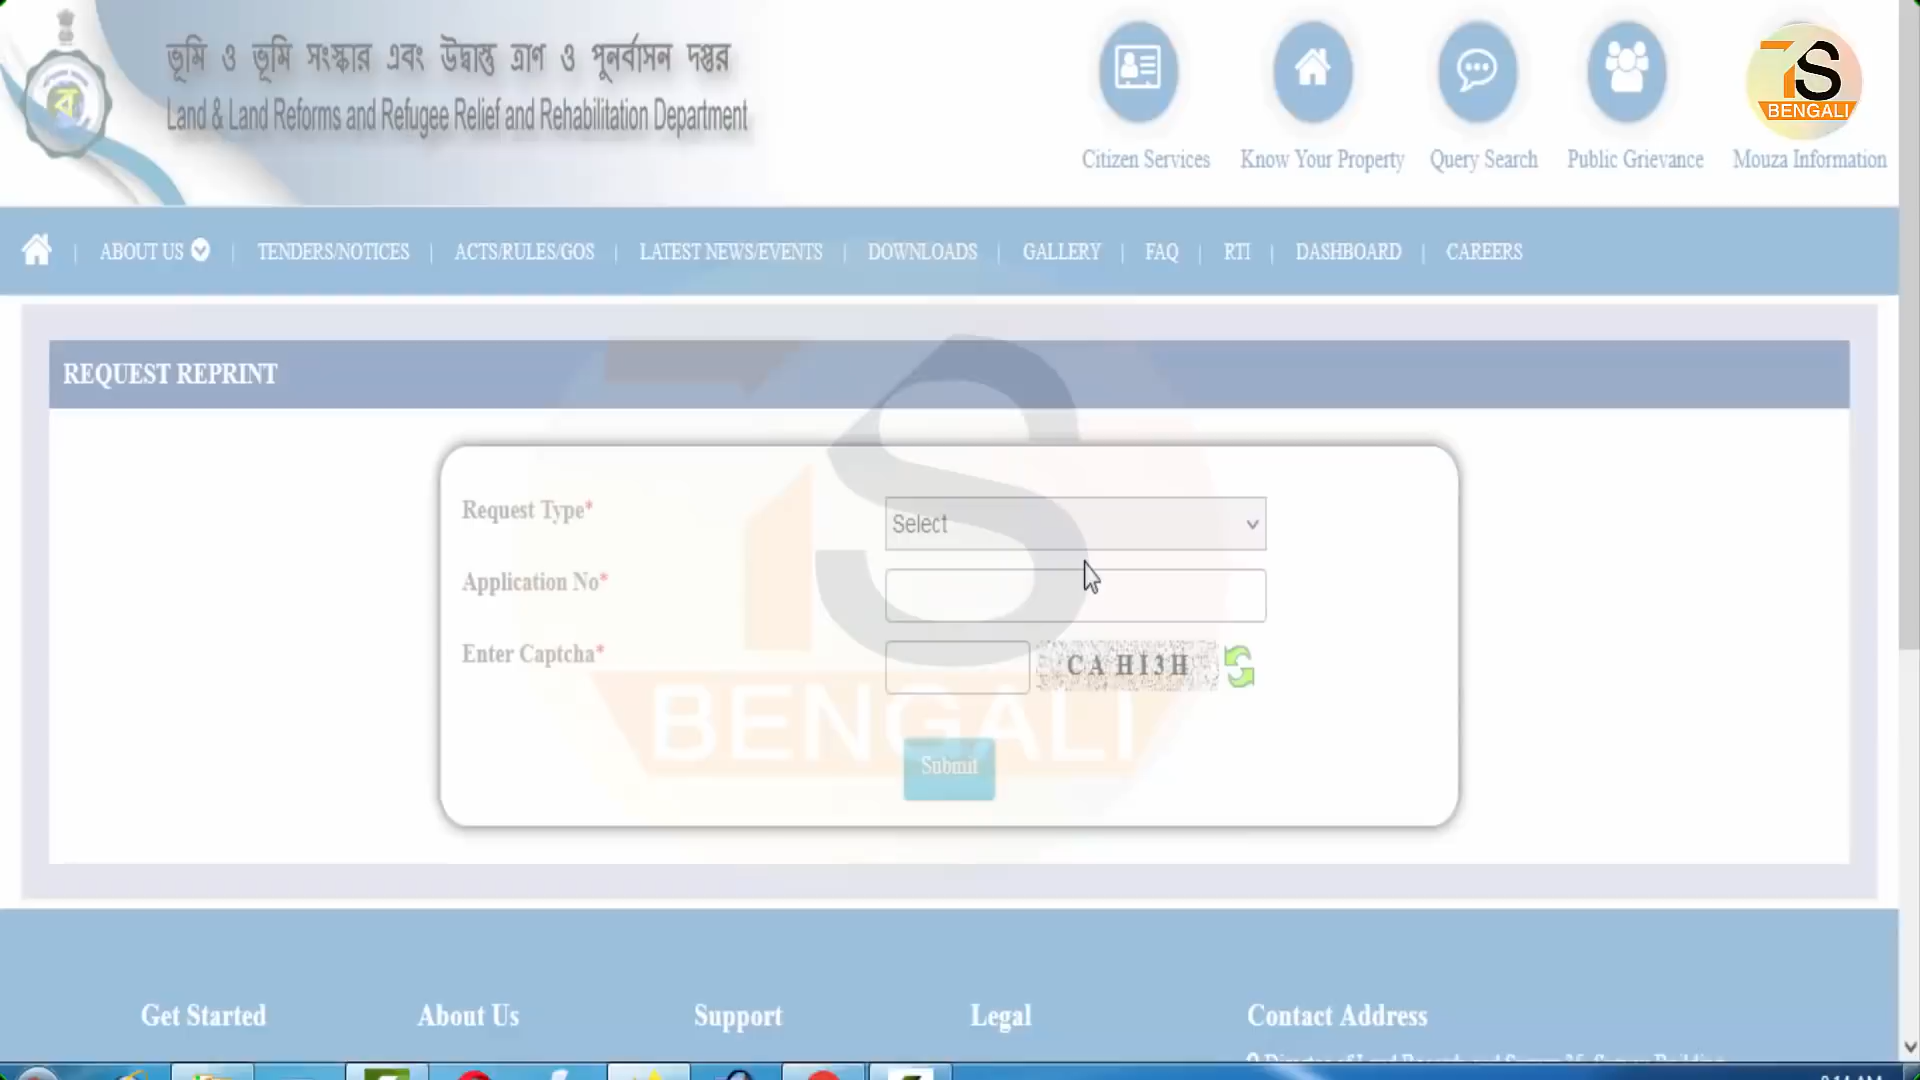 ভূমি ও ভূমি সংস্কার এবং উদ্বাস্তু ত্রাণ ও পুনর্বাসন দপ্তর
Land & Land Reforms and Refugee Relief and Rehabilitation Department
Citizen Services
Know Your Property
Query Search
Public Grievance
Mouza Information
7S
BENGALI
ABOUT US | TENDERS/NOTICES | ACTS/RULES/GOS | LATEST NEWS/EVENTS | DOWNLOADS | GALLERY | FAQ | RTI | DASHBOARD | CAREERS
REQUEST REPRINT
Request Type*
Select
Application No*
Enter Captcha*
CAHI3H
Submit
BENGALI
Get Started
About Us
Support
Legal
Contact Address